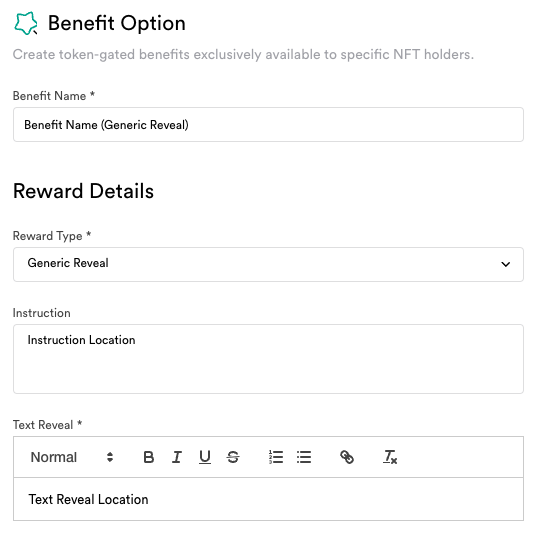 Benefit Option
Create token-gated benefits exclusively available to specific NFT holders.
Benefit Name *
Benefit Name (Generic Reveal)
Reward Details
Reward Type *
Generic Reveal
Instruction
Instruction Location
Text Reveal *
Normal B I U S
Text Reveal Location